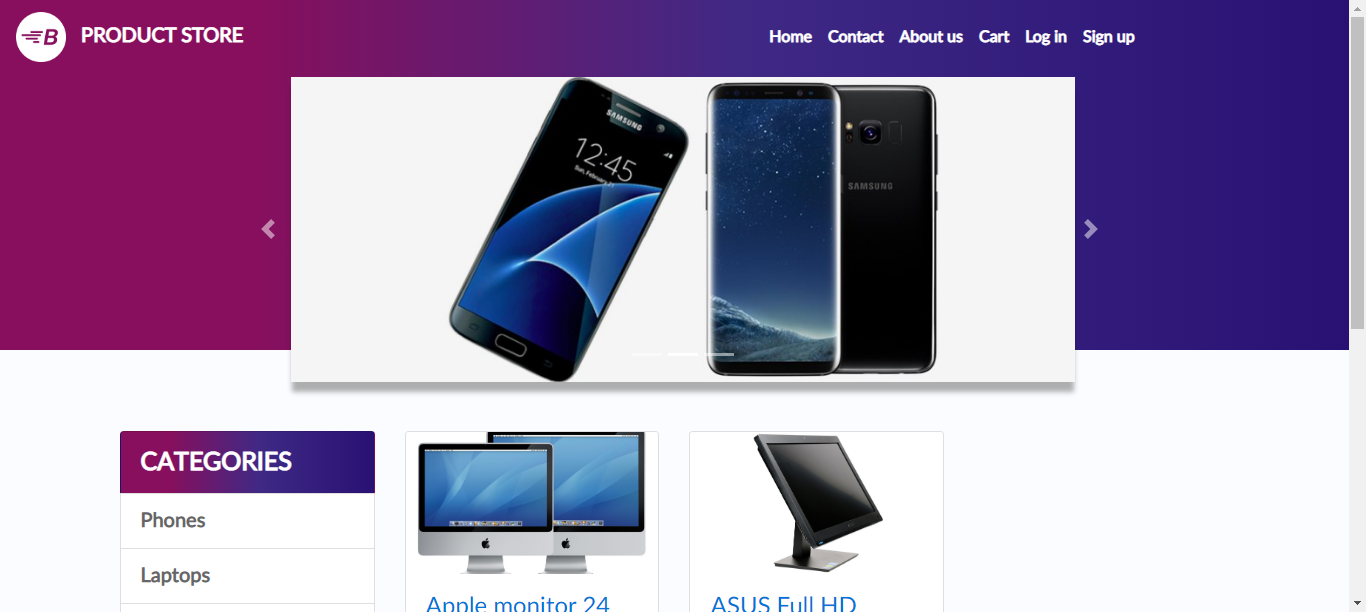 B PRODUCT STORE
Home Contact About us Cart Log in Sign up
SAMSUNG
12:45
SAMSUNG
CATEGORIES
Phones
Laptops
Apple monitor 24
ASUS Full HD